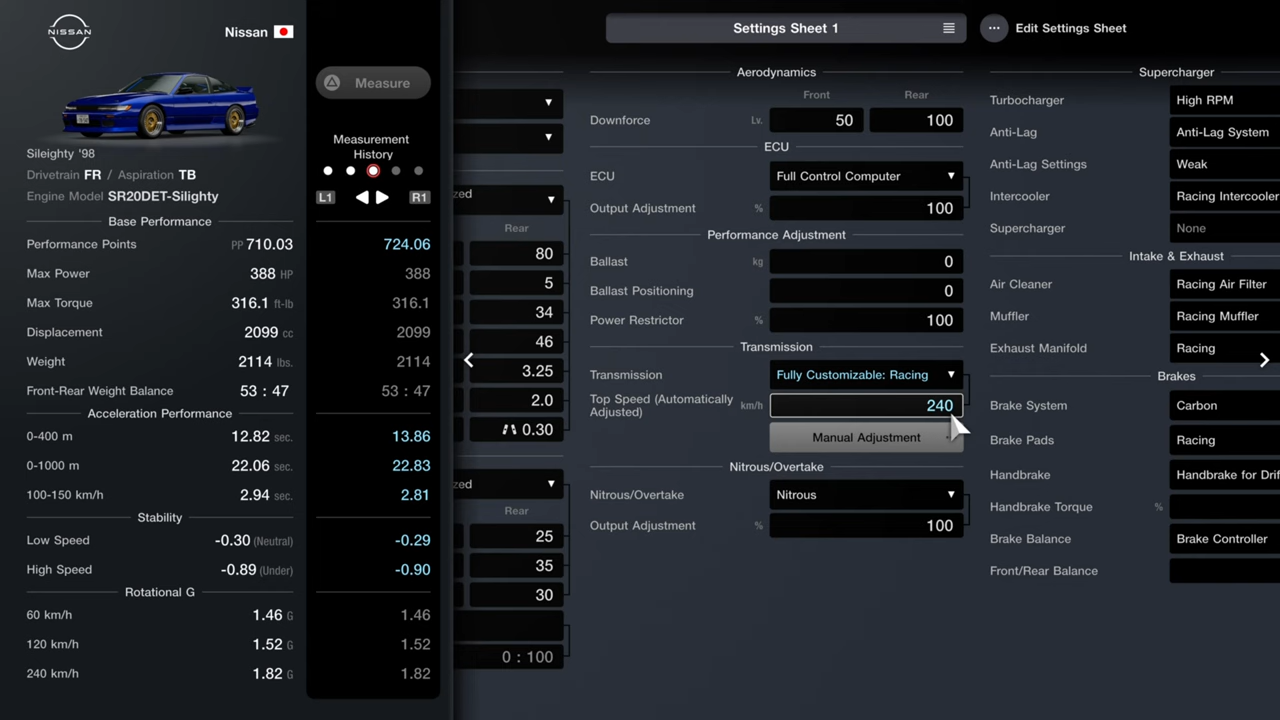 NISSAN
Nissan
Sileighty '98
Drivetrain FR / Aspiration TB
Engine Model SR20DET-Silighty
Base Performance
Performance Points PP 710.03 724.06
Max Power 388 HP 388
Max Torque 316.1 ft-lb 316.1
Displacement 2099 cc 2099
Weight 2114 lbs. 2114
Front-Rear Weight Balance 53 : 47 53 : 47
Acceleration Performance
0-400 m 12.82 sec. 13.86
0-1000 m 22.06 sec. 22.83
100-150 km/h 2.94 sec. 2.81
Stability
Low Speed -0.30 (Neutral) -0.29
High Speed -0.89 (Under) -0.90
Rotational G
60 km/h 1.46 G 1.46
120 km/h 1.52 G 1.52
240 km/h 1.82 G 1.82
Measure
Measurement
History
L1 R1
zed
Rear
80
5
34
46
3.25
2.0
0.30
zed
Rear
25
35
30
0 : 100
Settings Sheet 1
Edit Settings Sheet
Aerodynamics
Front Rear
Downforce Lv. 50 100
ECU
ECU Full Control Computer
Output Adjustment % 100
Performance Adjustment
Ballast kg 0
Ballast Positioning 0
Power Restrictor % 100
Transmission
Transmission Fully Customizable: Racing
Top Speed (Automatically
Adjusted) km/h 240
Manual Adjustment
Nitrous/Overtake
Nitrous/Overtake Nitrous
Output Adjustment % 100
Supercharger
Turbocharger High RPM
Anti-Lag Anti-Lag System
Anti-Lag Settings Weak
Intercooler Racing Intercooler
Supercharger None
Intake & Exhaust
Air Cleaner Racing Air Filter
Muffler Racing Muffler
Exhaust Manifold Racing
Brakes
Brake System Carbon
Brake Pads Racing
Handbrake Handbrake for Drif
Handbrake Torque %
Brake Balance Brake Controller
Front/Rear Balance